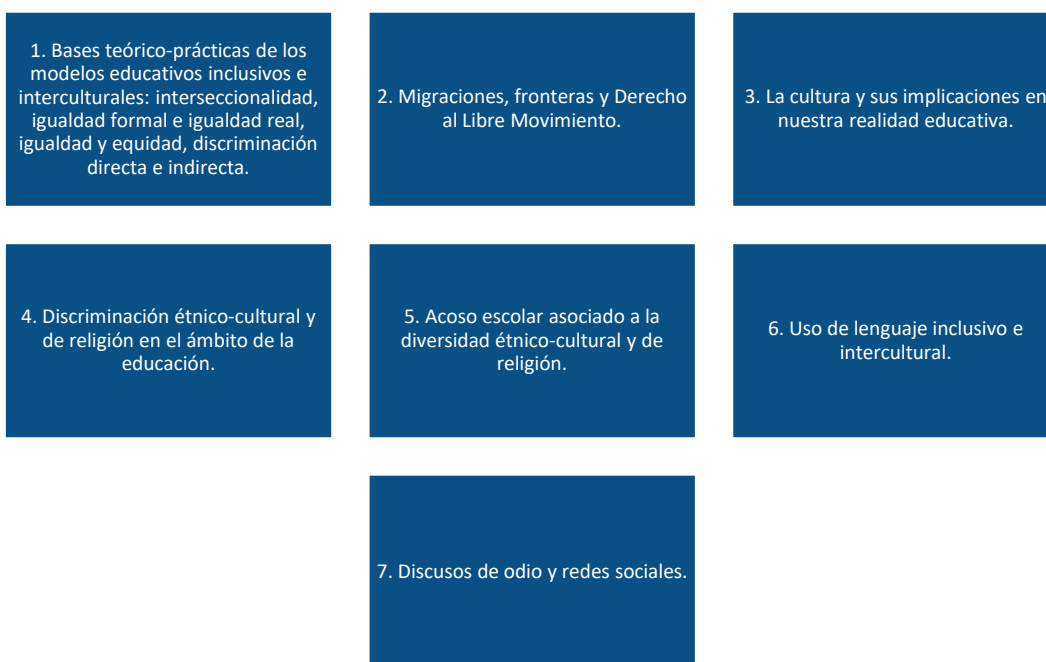 1. Bases teórico-prácticas de los
modelos educativos inclusivos e
interculturales: interseccionalidad,
igualdad formal e igualdad real,
igualdad y equidad, discriminación
directa e indirecta.
2. Migraciones, fronteras y Derecho
al Libre Movimiento.
3. La cultura y sus implicaciones en
nuestra realidad educativa.
4. Discriminación étnico-cultural y
de religión en el ámbito de la
educación.
5. Acoso escolar asociado a la
diversidad étnico-cultural y de
religión.
6. Uso de lenguaje inclusivo e
intercultural.
7. Discusos de odio y redes sociales.